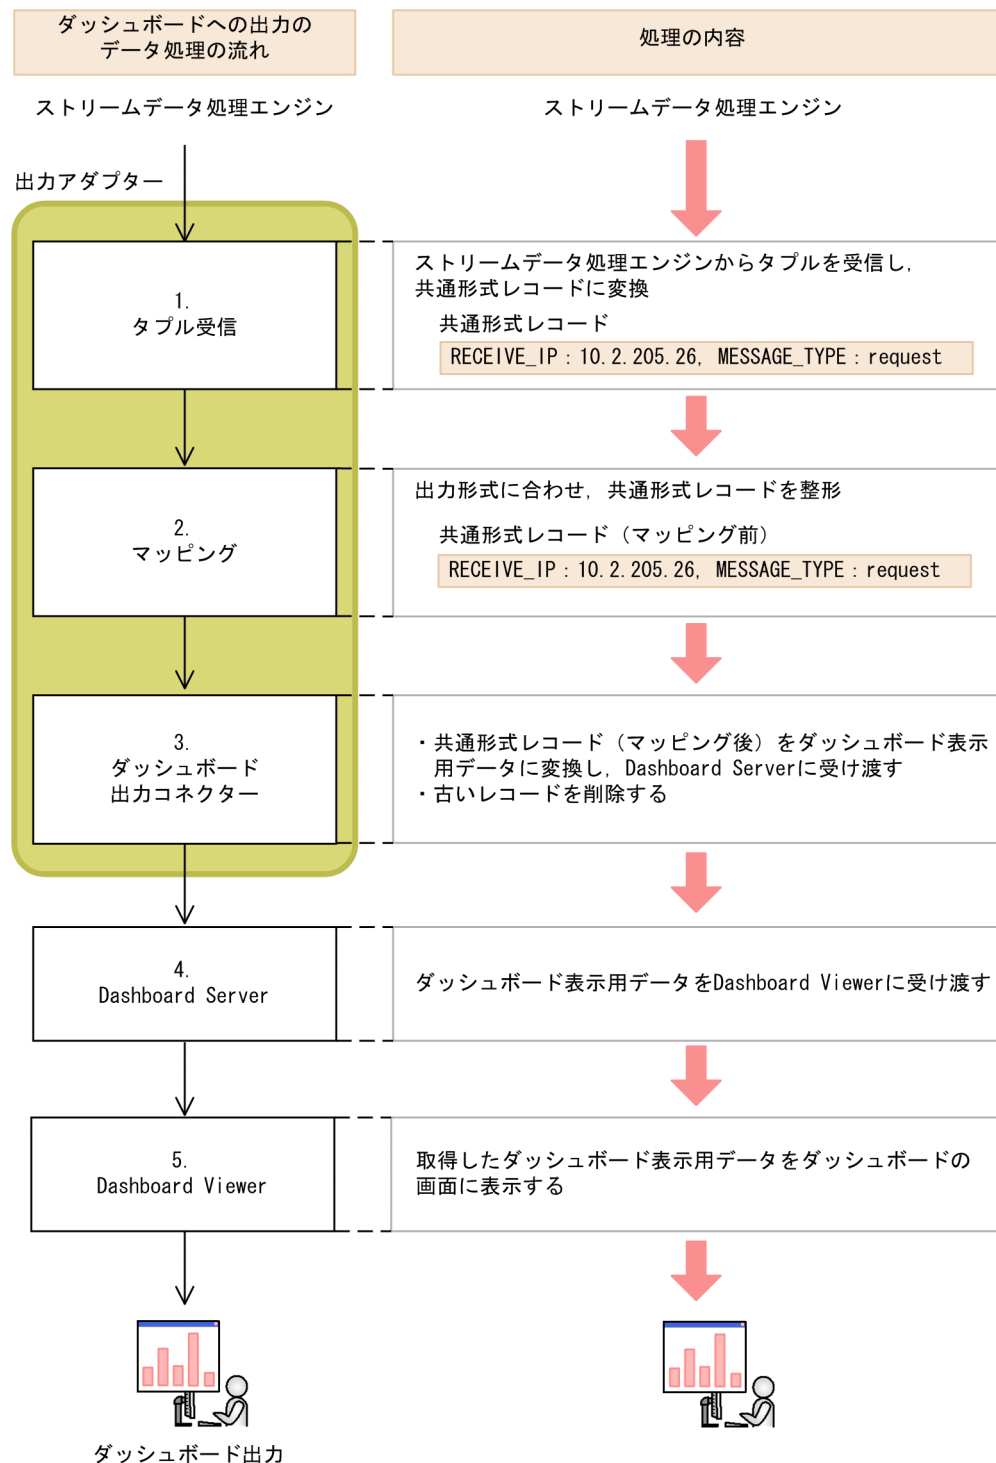 ダッシュボードへの出力の
データ処理の流れ
処理の内容
ストリームデータ処理エンジン
ストリームデータ処理エンジン
出力アダプター
1.
タプル受信
ストリームデータ処理エンジンからタプルを受信し，
共通形式レコードに変換
共通形式レコード
RECEIVE_IP：10.2.205.26, MESSAGE_TYPE：request
2.
マッピング
出力形式に合わせ，共通形式レコードを整形
共通形式レコード（マッピング前）
RECEIVE_IP：10.2.205.26, MESSAGE_TYPE：request
3.
ダッシュボード
出力コネクター
・共通形式レコード（マッピング後）をダッシュボード表示
用データに変換し，Dashboard Serverに受け渡す
・古いレコードを削除する
4.
Dashboard Server
ダッシュボード表示用データをDashboard Viewerに受け渡す
5.
Dashboard Viewer
取得したダッシュボード表示用データをダッシュボードの
画面に表示する
ダッシュボード出力